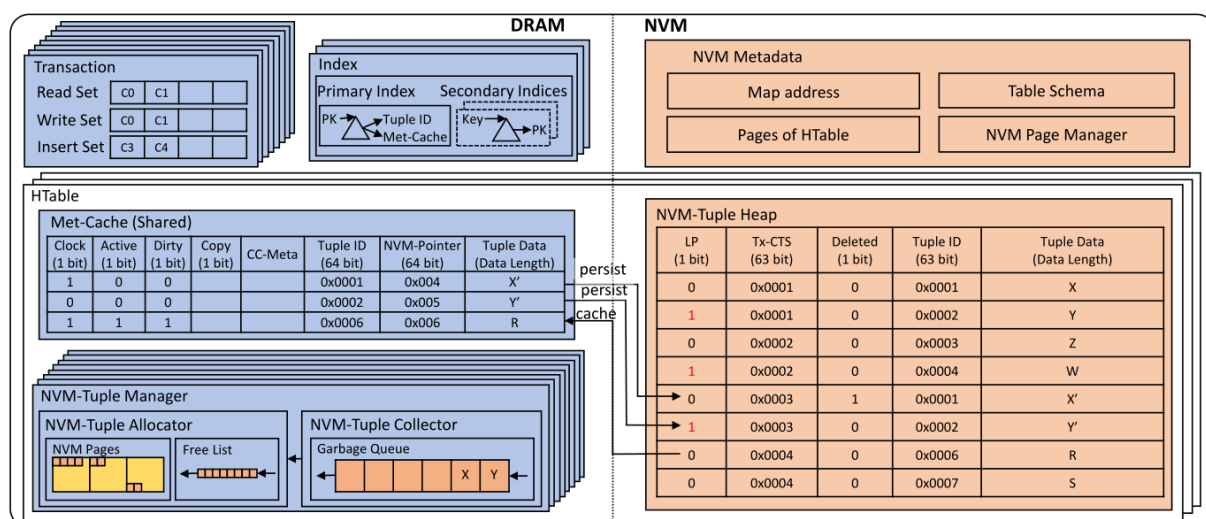 DRAM
NVM
Transaction
Read Set C0 C1
Write Set C0 C1
Insert Set C3 C4
Index
Primary Index
PK
Tuple ID
Met-Cache
Secondary Indices
Key
PK
NVM Metadata
Map address
Table Schema
Pages of HTable
NVM Page Manager
HTable
Met-Cache (Shared)
Clock (1 bit) Active (1 bit) Dirty (1 bit) Copy (1 bit) CC-Meta Tuple ID (64 bit) NVM-Pointer (64 bit) Tuple Data (Data Length)
1 0 0 0x0001 0x004 X’
0 0 0 0x0002 0x005 Y’
1 1 1 0x0006 0x006 R
persist
persist
cache
NVM-Tuple Heap
LP (1 bit) Tx-CTS (63 bit) Deleted (1 bit) Tuple ID (63 bit) Tuple Data (Data Length)
0 0x0001 0 0x0001 X
1 0x0001 0 0x0002 Y
0 0x0002 0 0x0003 Z
1 0x0002 0 0x0004 W
0 0x0003 1 0x0001 X’
1 0x0003 0 0x0002 Y’
0 0x0004 0 0x0006 R
0 0x0004 0 0x0007 S
NVM-Tuple Manager
NVM-Tuple Allocator
NVM Pages
Free List
NVM-Tuple Collector
Garbage Queue
X Y